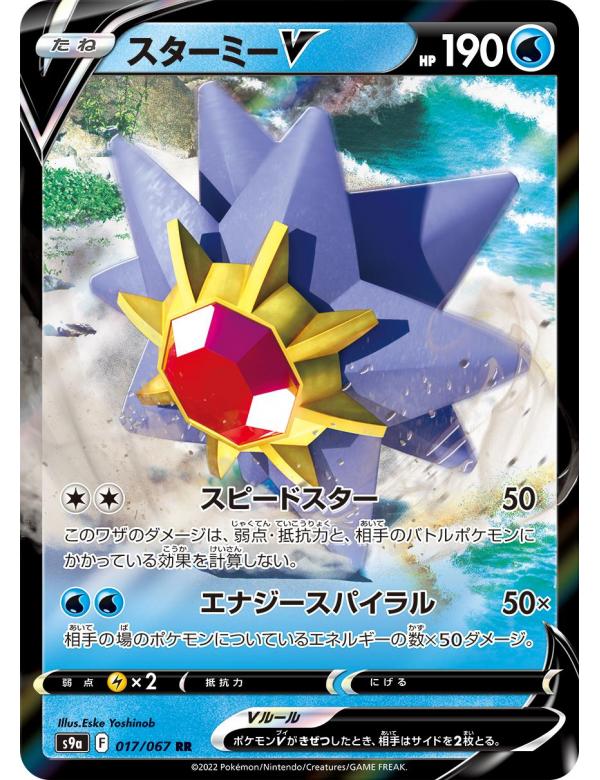 たね
スターミーV
HP 190
スピードスター 50
このワザのダメージは、弱点・抵抗力と、相手のバトルポケモンに
かかっている効果を計算しない。
エナジースパイラル 50×
相手の場のポケモンについているエネルギーの数×50ダメージ。
弱点 ×2 抵抗力 にげる
Illus.Eske Yoshinob
s9a F 017/067 RR
Vルール
ポケモンVがきぜつしたとき、相手はサイドを2枚とる。
©2022 Pokémon/Nintendo/Creatures/GAME FREAK.